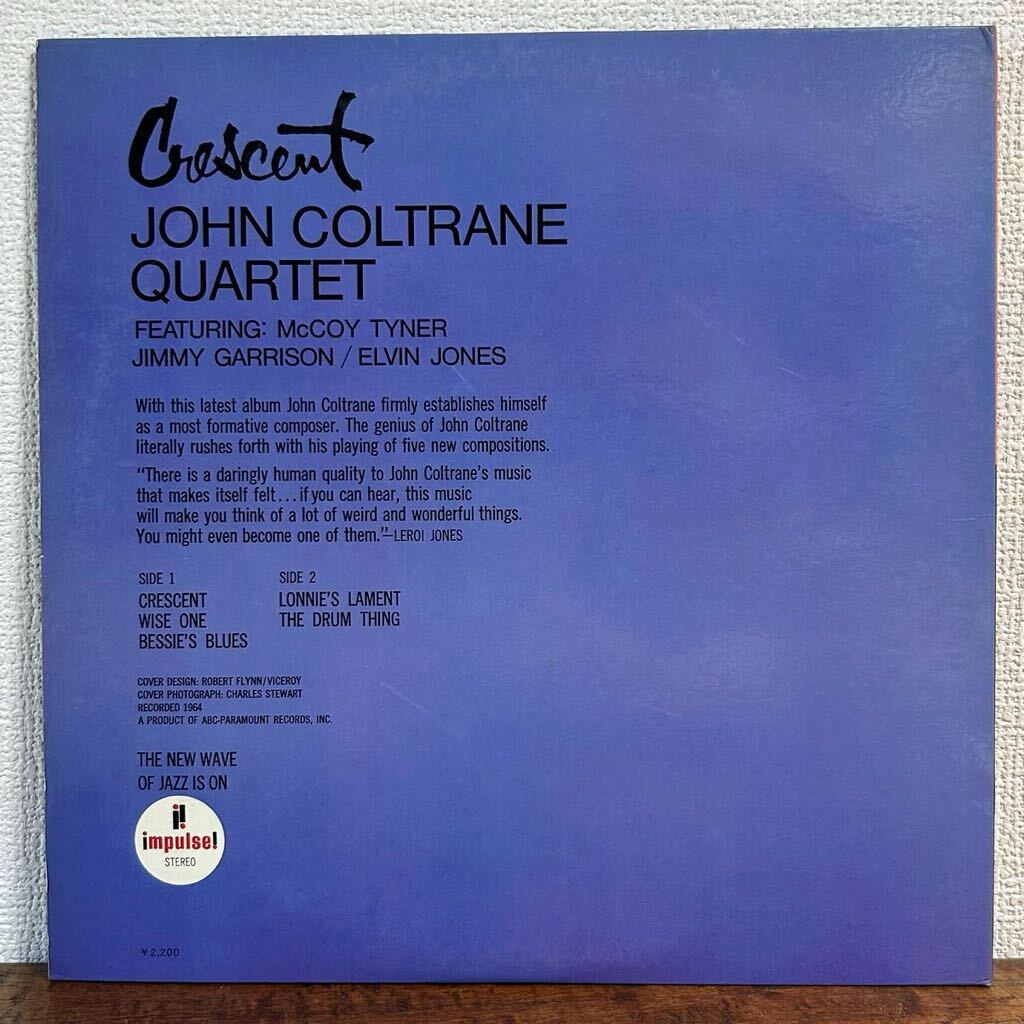 Crescent
JOHN COLTRANE
QUARTET
FEATURING: McCOY TYNER
JIMMY GARRISON / ELVIN JONES
With this latest album John Coltrane firmly establishes himself
as a most formative composer. The genius of John Coltrane
literally rushes forth with his playing of five new compositions.
“There is a daringly human quality to John Coltrane's music
that makes itself felt...if you can hear, this music
will make you think of a lot of weird and wonderful things.
You might even become one of them.”—LEROI JONES
SIDE 1
CRESCENT
WISE ONE
BESSIE'S BLUES
SIDE 2
LONNIE'S LAMENT
THE DRUM THING
COVER DESIGN: ROBERT FLYNN/VICEROY
COVER PHOTOGRAPH: CHARLES STEWART
RECORDED 1964
A PRODUCT OF ABC-PARAMOUNT RECORDS, INC.
THE NEW WAVE
OF JAZZ IS ON
i!
impulse!
STEREO
¥2,200